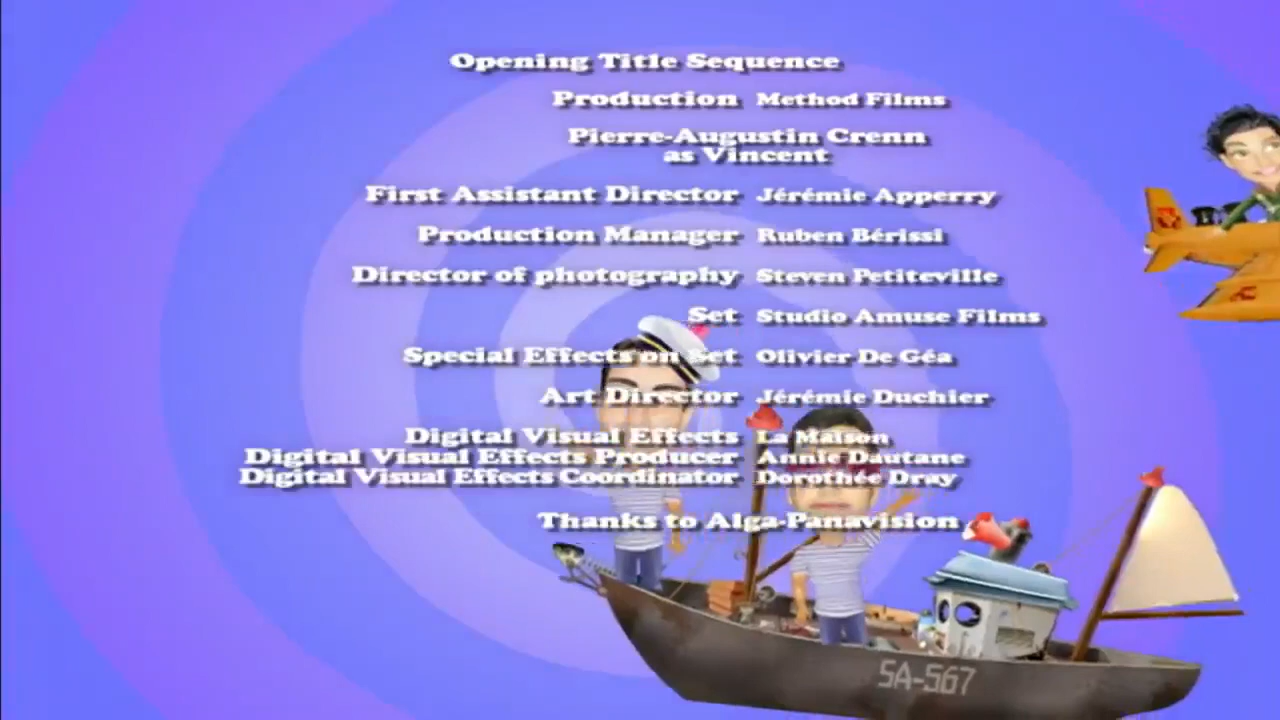 Opening Title Sequence
Production Method Films
Pierre-Augustin Crenn
as Vincent
First Assistant Director Jérémie Apperry
Production Manager Ruben Bérissi
Director of photography Steven Petiteville
Set Studio Amuse Films
Special Effects on Set Olivier De Géa
Art Director Jérémie Duchier
Digital Visual Effects La Maison
Digital Visual Effects Producer Annie Dautane
Digital Visual Effects Coordinator Dorothée Dray
Thanks to Alga-Panavision
SA-567